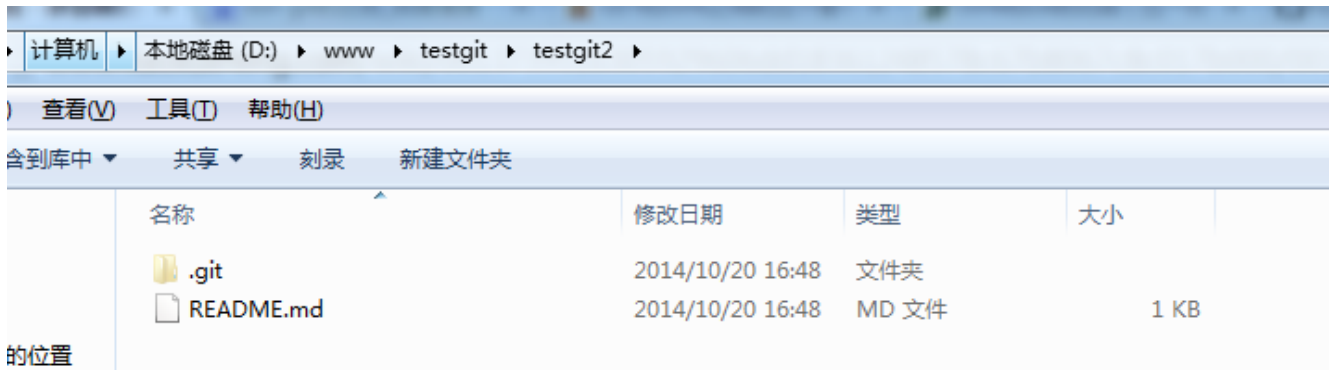 计算机 本地磁盘 (D:) www testgit testgit2
) 查看(V) 工具(T) 帮助(H)
含到库中 共享 刻录 新建文件夹
名称 修改日期 类型 大小
.git 2014/10/20 16:48 文件夹
README.md 2014/10/20 16:48 MD 文件 1 KB
的位置